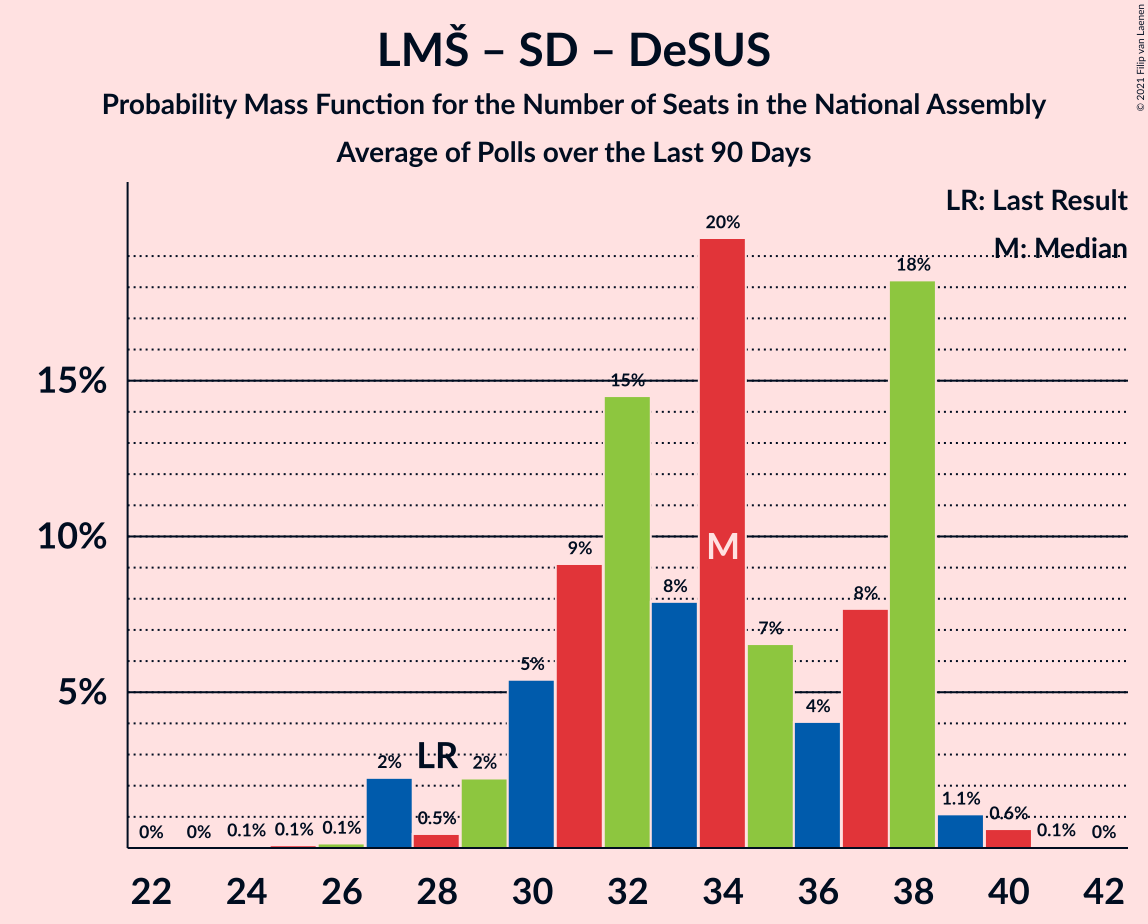 LMŠ – SD – DeSUS
Probability Mass Function for the Number of Seats in the National Assembly
Average of Polls over the Last 90 Days
© 2021 Filip van Laenen
LR: Last Result
M: Median
15%
10%
5%
0%
0%
0.1%
0.1%
0.1%
2%
0.5%
2%
5%
9%
15%
8%
20%
7%
4%
8%
18%
1.1%
0.6%
0.1%
0%
LR
M
22 24 26 28 30 32 34 36 38 40 42